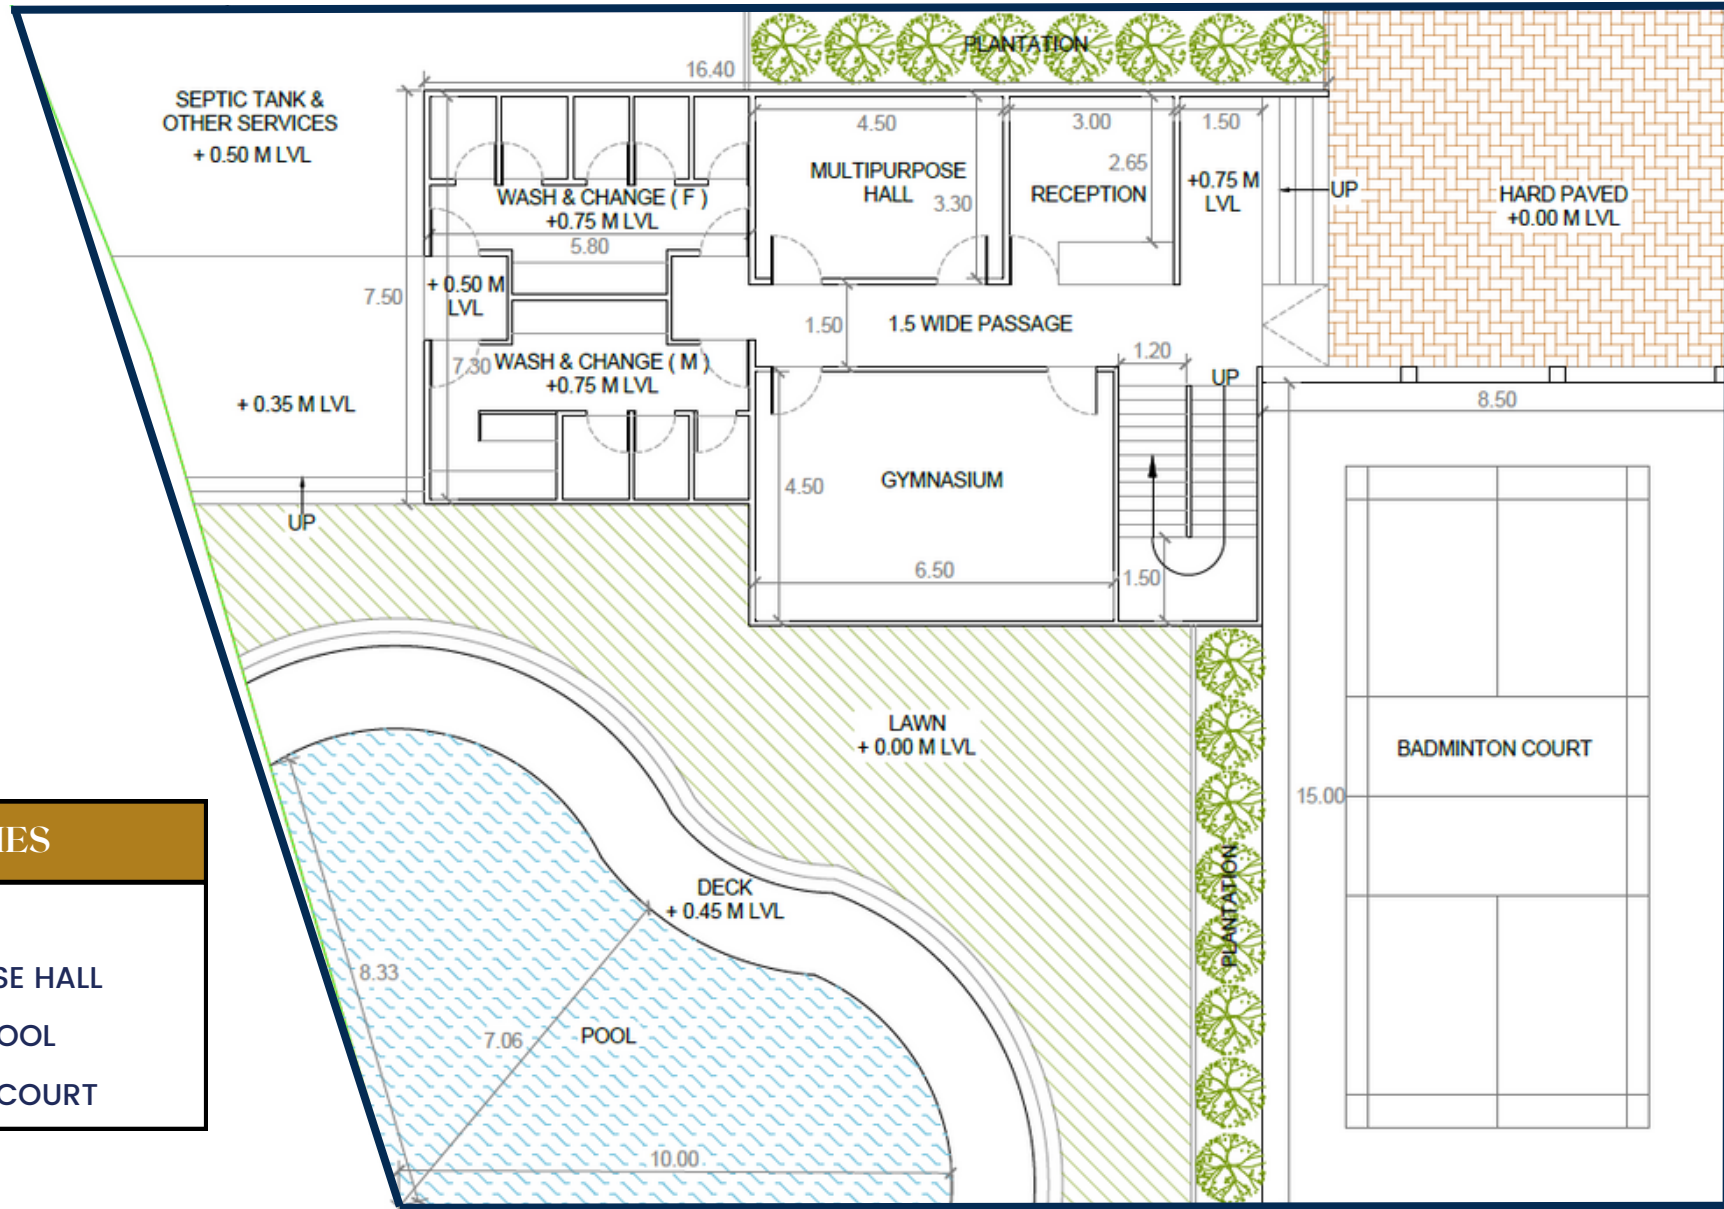 PLANTATION
16.40
SEPTIC TANK &
OTHER SERVICES
+ 0.50 M LVL
4.50
3.00
1.50
MULTIPURPOSE
HALL
3.30
2.65
RECEPTION
+0.75 M
LVL
UP
HARD PAVED
+0.00 M LVL
WASH & CHANGE ( F )
+0.75 M LVL
5.80
+ 0.50 M
LVL
7.50
1.50
1.5 WIDE PASSAGE
7.30
WASH & CHANGE ( M )
+0.75 M LVL
1.20
UP
8.50
+ 0.35 M LVL
UP
4.50
GYMNASIUM
6.50
1.50
LAWN
+ 0.00 M LVL
BADMINTON COURT
15.00
PLANTATION
DECK
+ 0.45 M LVL
8.33
7.06
POOL
10.00
IES
SE HALL
OOL
COURT